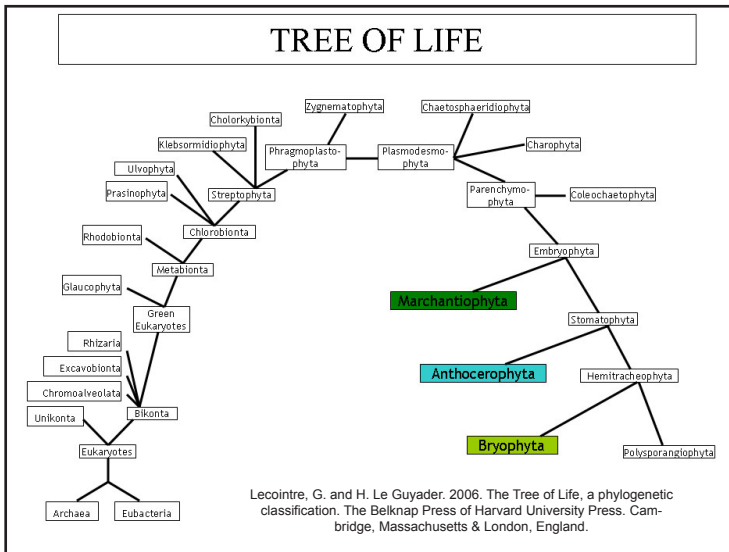 TREE OF LIFE
Zygnematophyta
Chaetosphaeridiophyta
Cholorkybionta
Klebsormidiophyta
Phragmoplasto-
phyta
Plasmodesmo-
phyta
Charophyta
Ulvophyta
Prasinophyta
Streptophyta
Parenchymo-
phyta
Coleochaetophyta
Chlorobionta
Rhodobionta
Metabionta
Embryophyta
Glaucophyta
Green
Eukaryotes
Marchantiophyta
Stomatophyta
Rhizaria
Excavobionta
Chromoalveolata
Anthocerophyta
Hemitracheophyta
Unikonta
Bikonta
Eukaryotes
Bryophyta
Polysporangiophyta
Archaea
Eubacteria
Lecointre, G. and H. Le Guyader. 2006. The Tree of Life, a phylogenetic
classification. The Belknap Press of Harvard University Press. Cam-
bridge, Massachusetts & London, England.